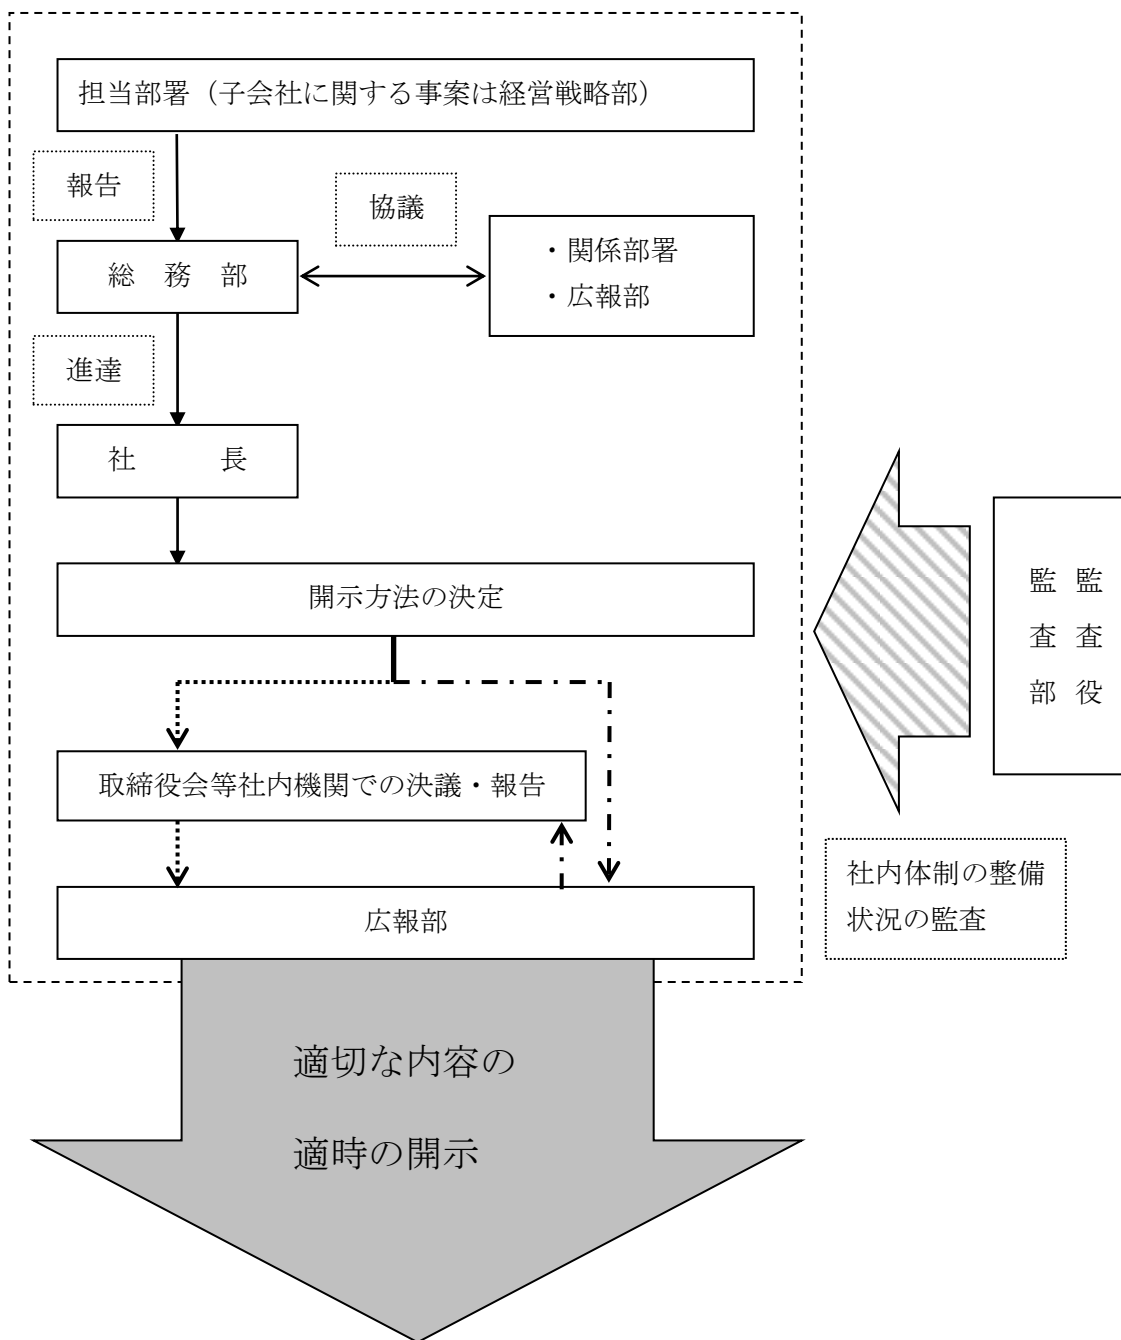 担当部署（子会社に関する事案は経営戦略部）
報告
協議
総　務　部
・関係部署
・広報部
進達
社　　　長
開示方法の決定
監査役
監査部
取締役会等社内機関での決議・報告
社内体制の整備
状況の監査
広報部
適切な内容の
適時の開示